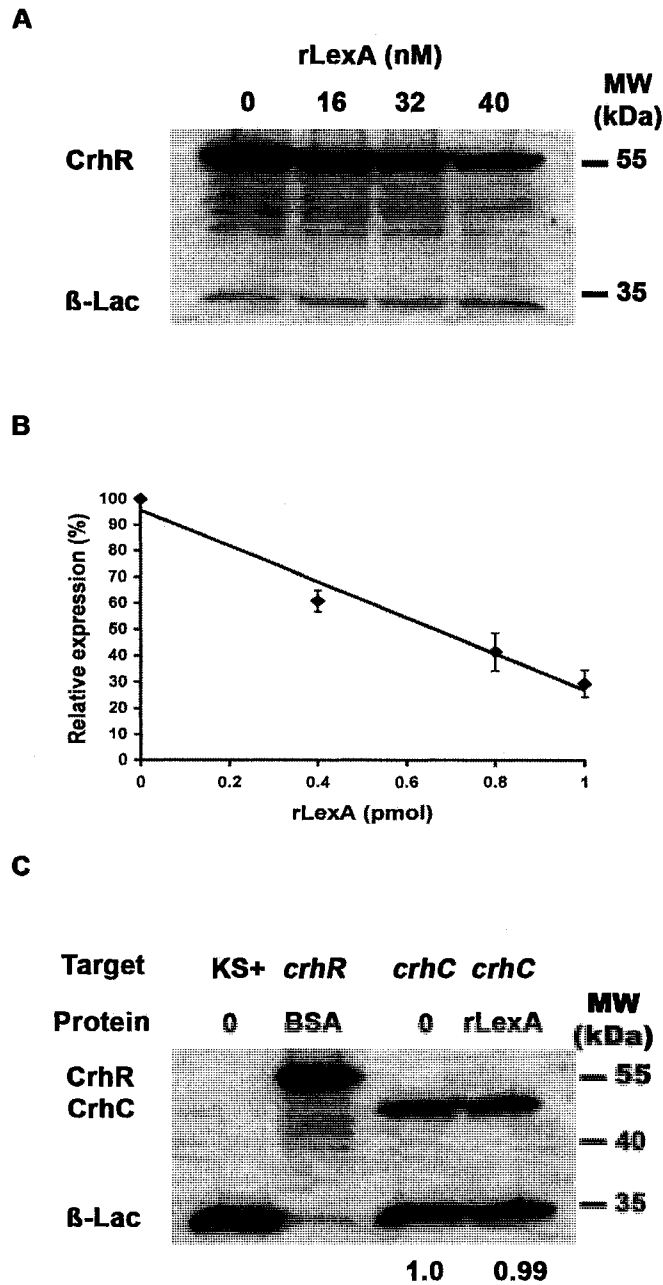 A
rLexA (nM)
0 16 32 40
MW
(kDa)
CrhR
55
ß-Lac
35
B
Relative expression (%)
100
90
80
70
60
50
40
30
20
10
0
0 0.2 0.4 0.6 0.8 1
rLexA (pmol)
C
Target KS+ crhR crhC crhC
Protein 0 BSA 0 rLexA
MW
(kDa)
CrhR
55
CrhC
40
35
ß-Lac
1.0 0.99